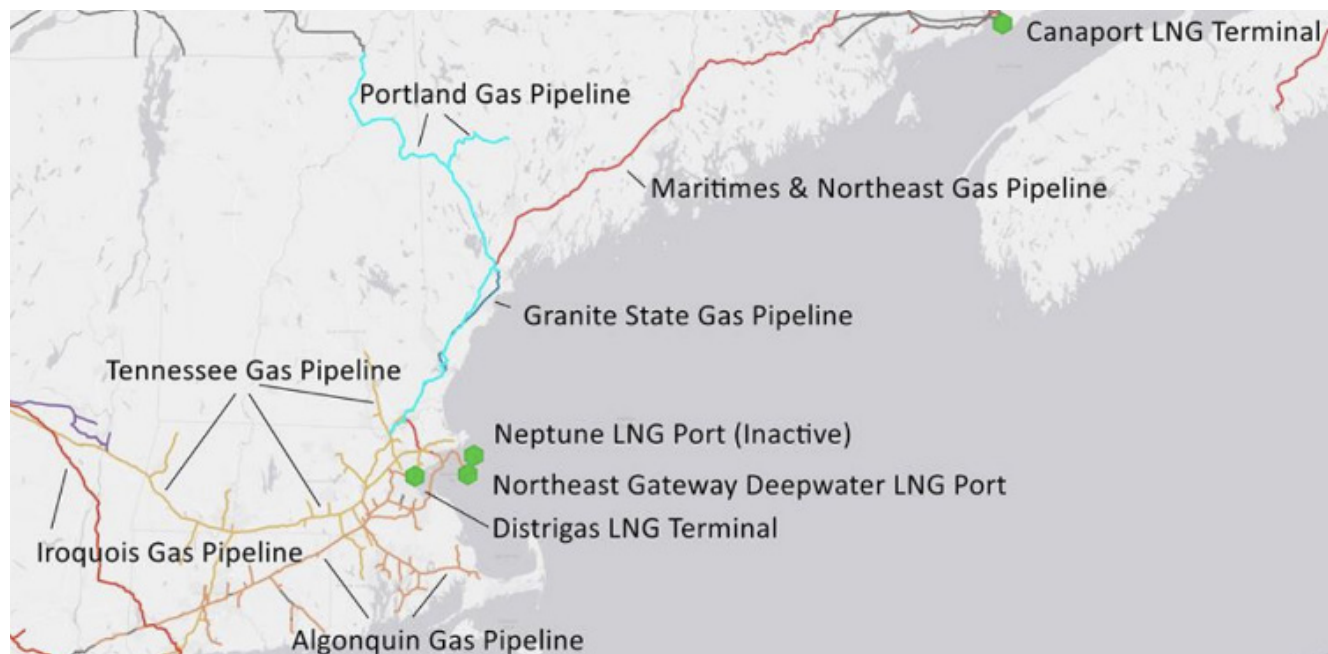 Canaport LNG Terminal
Portland Gas Pipeline
Maritimes & Northeast Gas Pipeline
Granite State Gas Pipeline
Tennessee Gas Pipeline
Neptune LNG Port (Inactive)
Northeast Gateway Deepwater LNG Port
Distrigas LNG Terminal
Iroquois Gas Pipeline
Algonquin Gas Pipeline